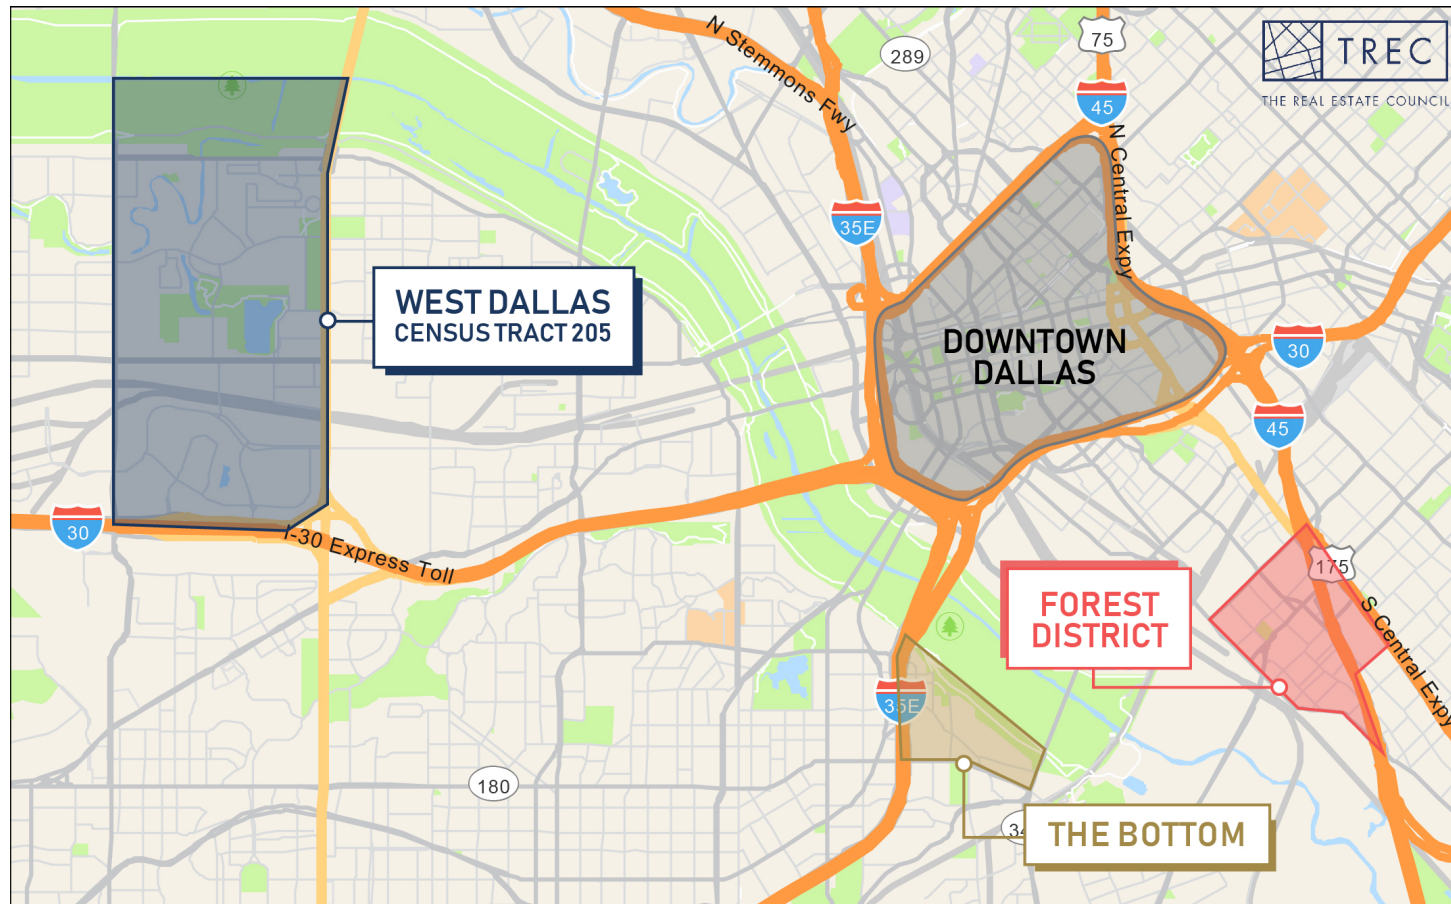 N Stemmons Fwy
289
75
TREC
THE REAL ESTATE COUNCIL
45
N Central Expy
35E
WEST DALLAS
CENSUS TRACT 205
DOWNTOWN
DALLAS
30
45
30
I-30 Express Toll
175
FOREST
DISTRICT
S Central Expy
35E
180
THE BOTTOM